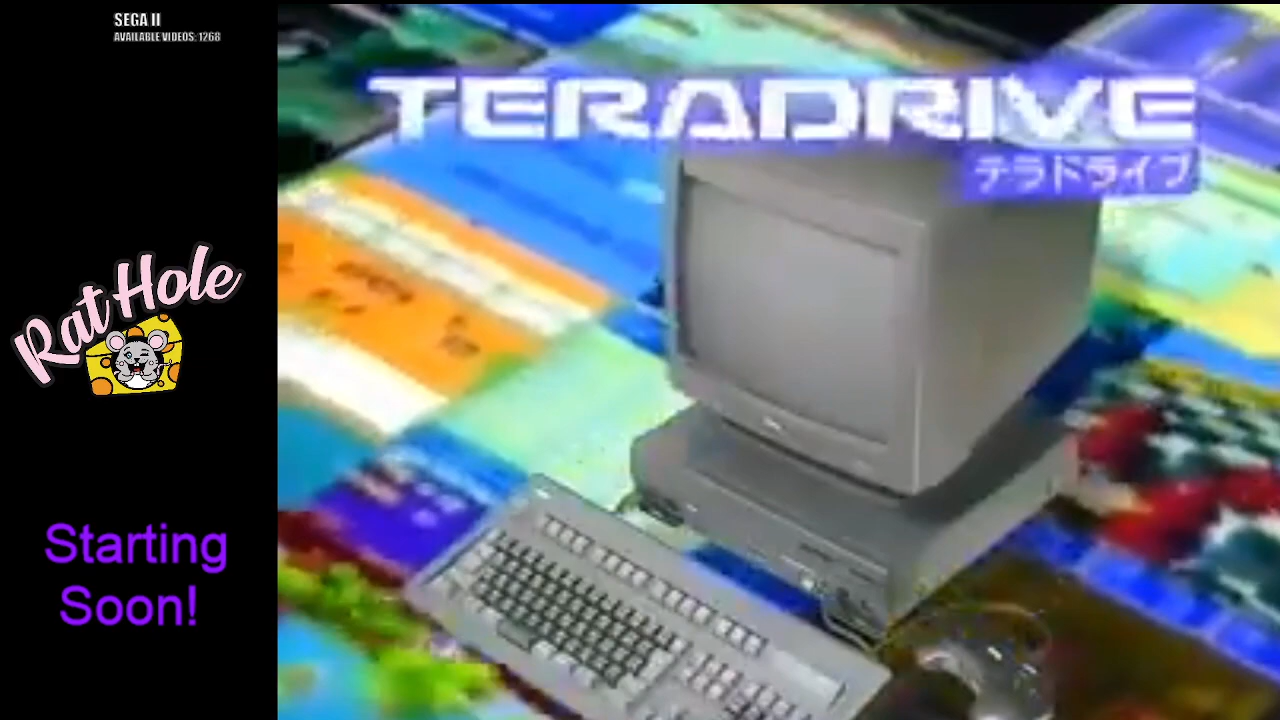 SEGA II
AVAILABLE VIDEOS: 1268
TERADRIVE
テラドライブ
Rat Hole
Starting
Soon!